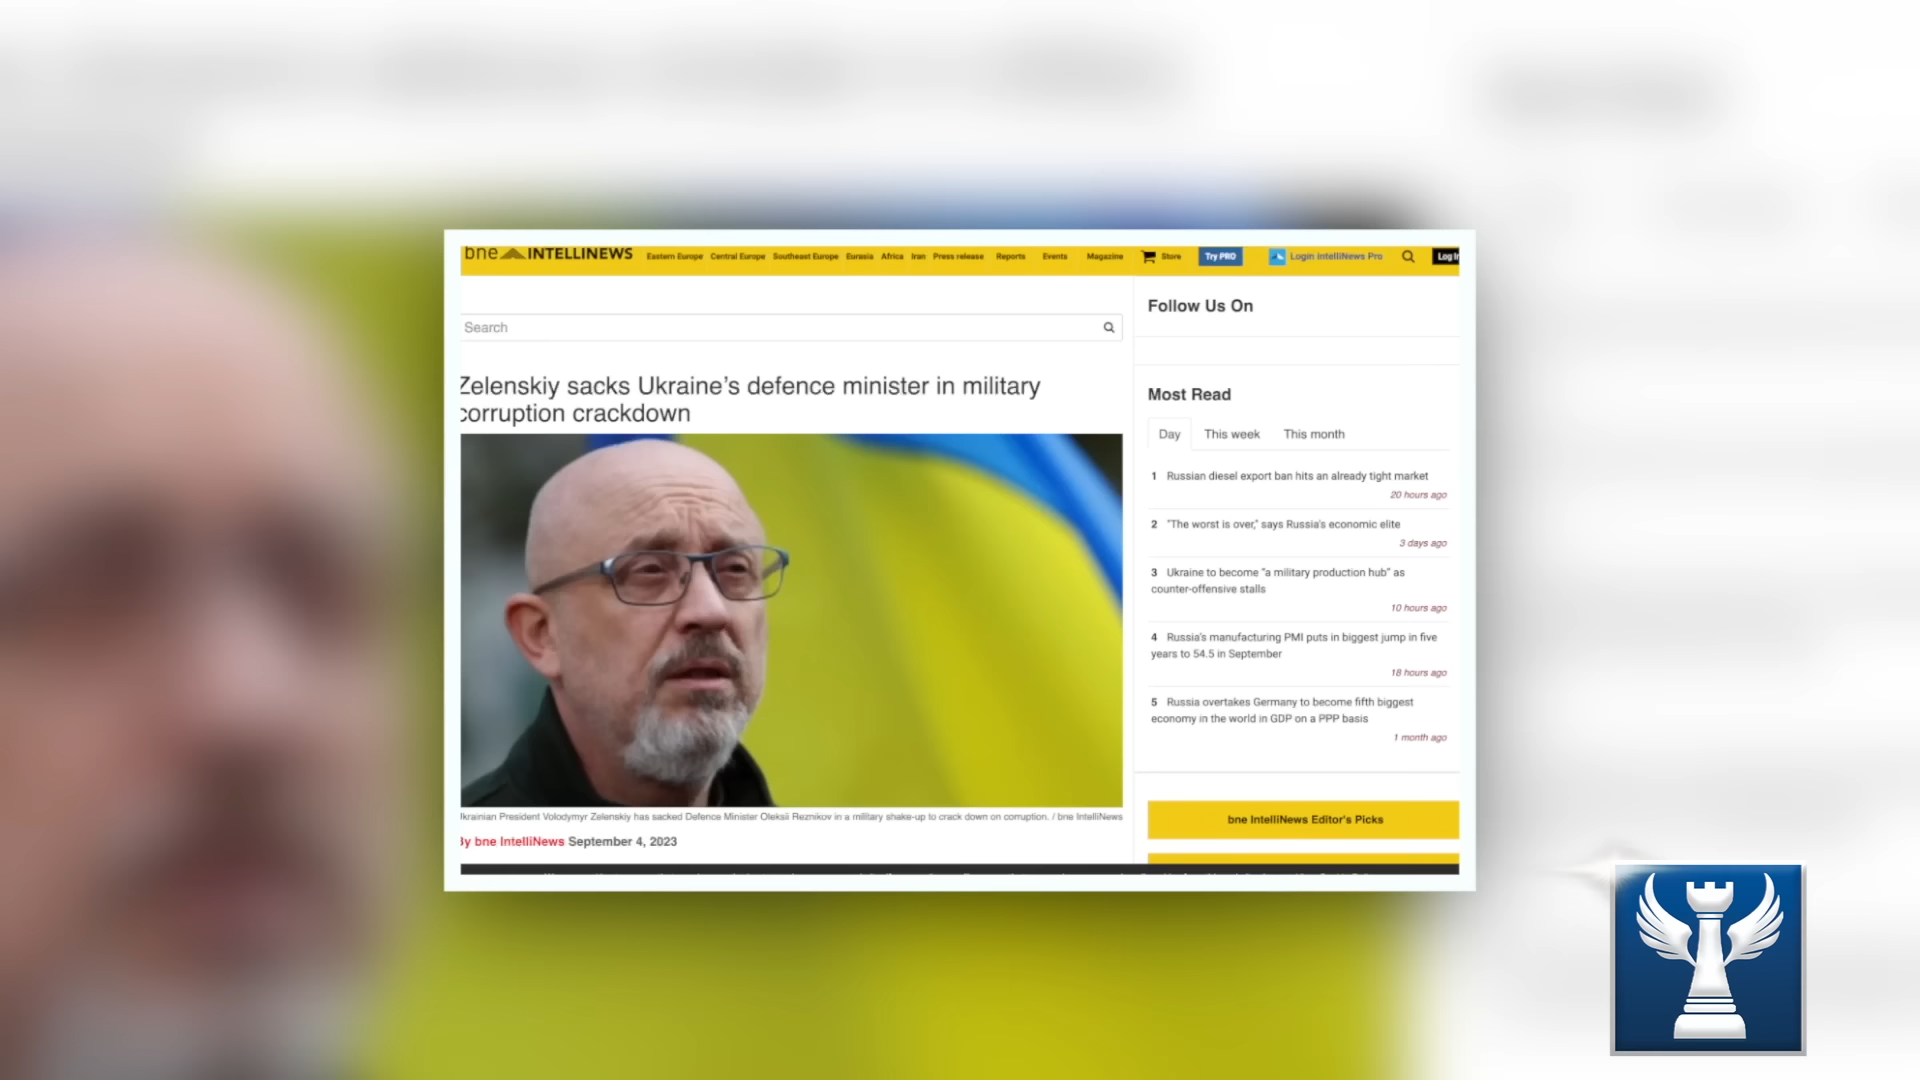 bne INTELLINEWS
Eastern Europe Central Europe Southeast Europe Eurasia Africa Iran Press release Reports Events Magazine Store Try PRO Login IntelliNews Pro Log In
Search
Zelenskiy sacks Ukraine's defence minister in military
corruption crackdown
krainian President Volodymyr Zelenskiy has sacked Defence Minister Oleksii Reznikov in a military shake-up to crack down on corruption. / bne IntelliNews
By bne IntelliNews September 4, 2023
Follow Us On
Most Read
Day This week This month
1 Russian diesel export ban hits an already tight market
20 hours ago
2 "The worst is over," says Russia's economic elite
3 days ago
3 Ukraine to become "a military production hub" as
counter-offensive stalls
10 hours ago
4 Russia's manufacturing PMI puts in biggest jump in five
years to 54.5 in September
18 hours ago
5 Russia overtakes Germany to become fifth biggest
economy in the world in GDP on a PPP basis
1 month ago
bne IntelliNews Editor's Picks